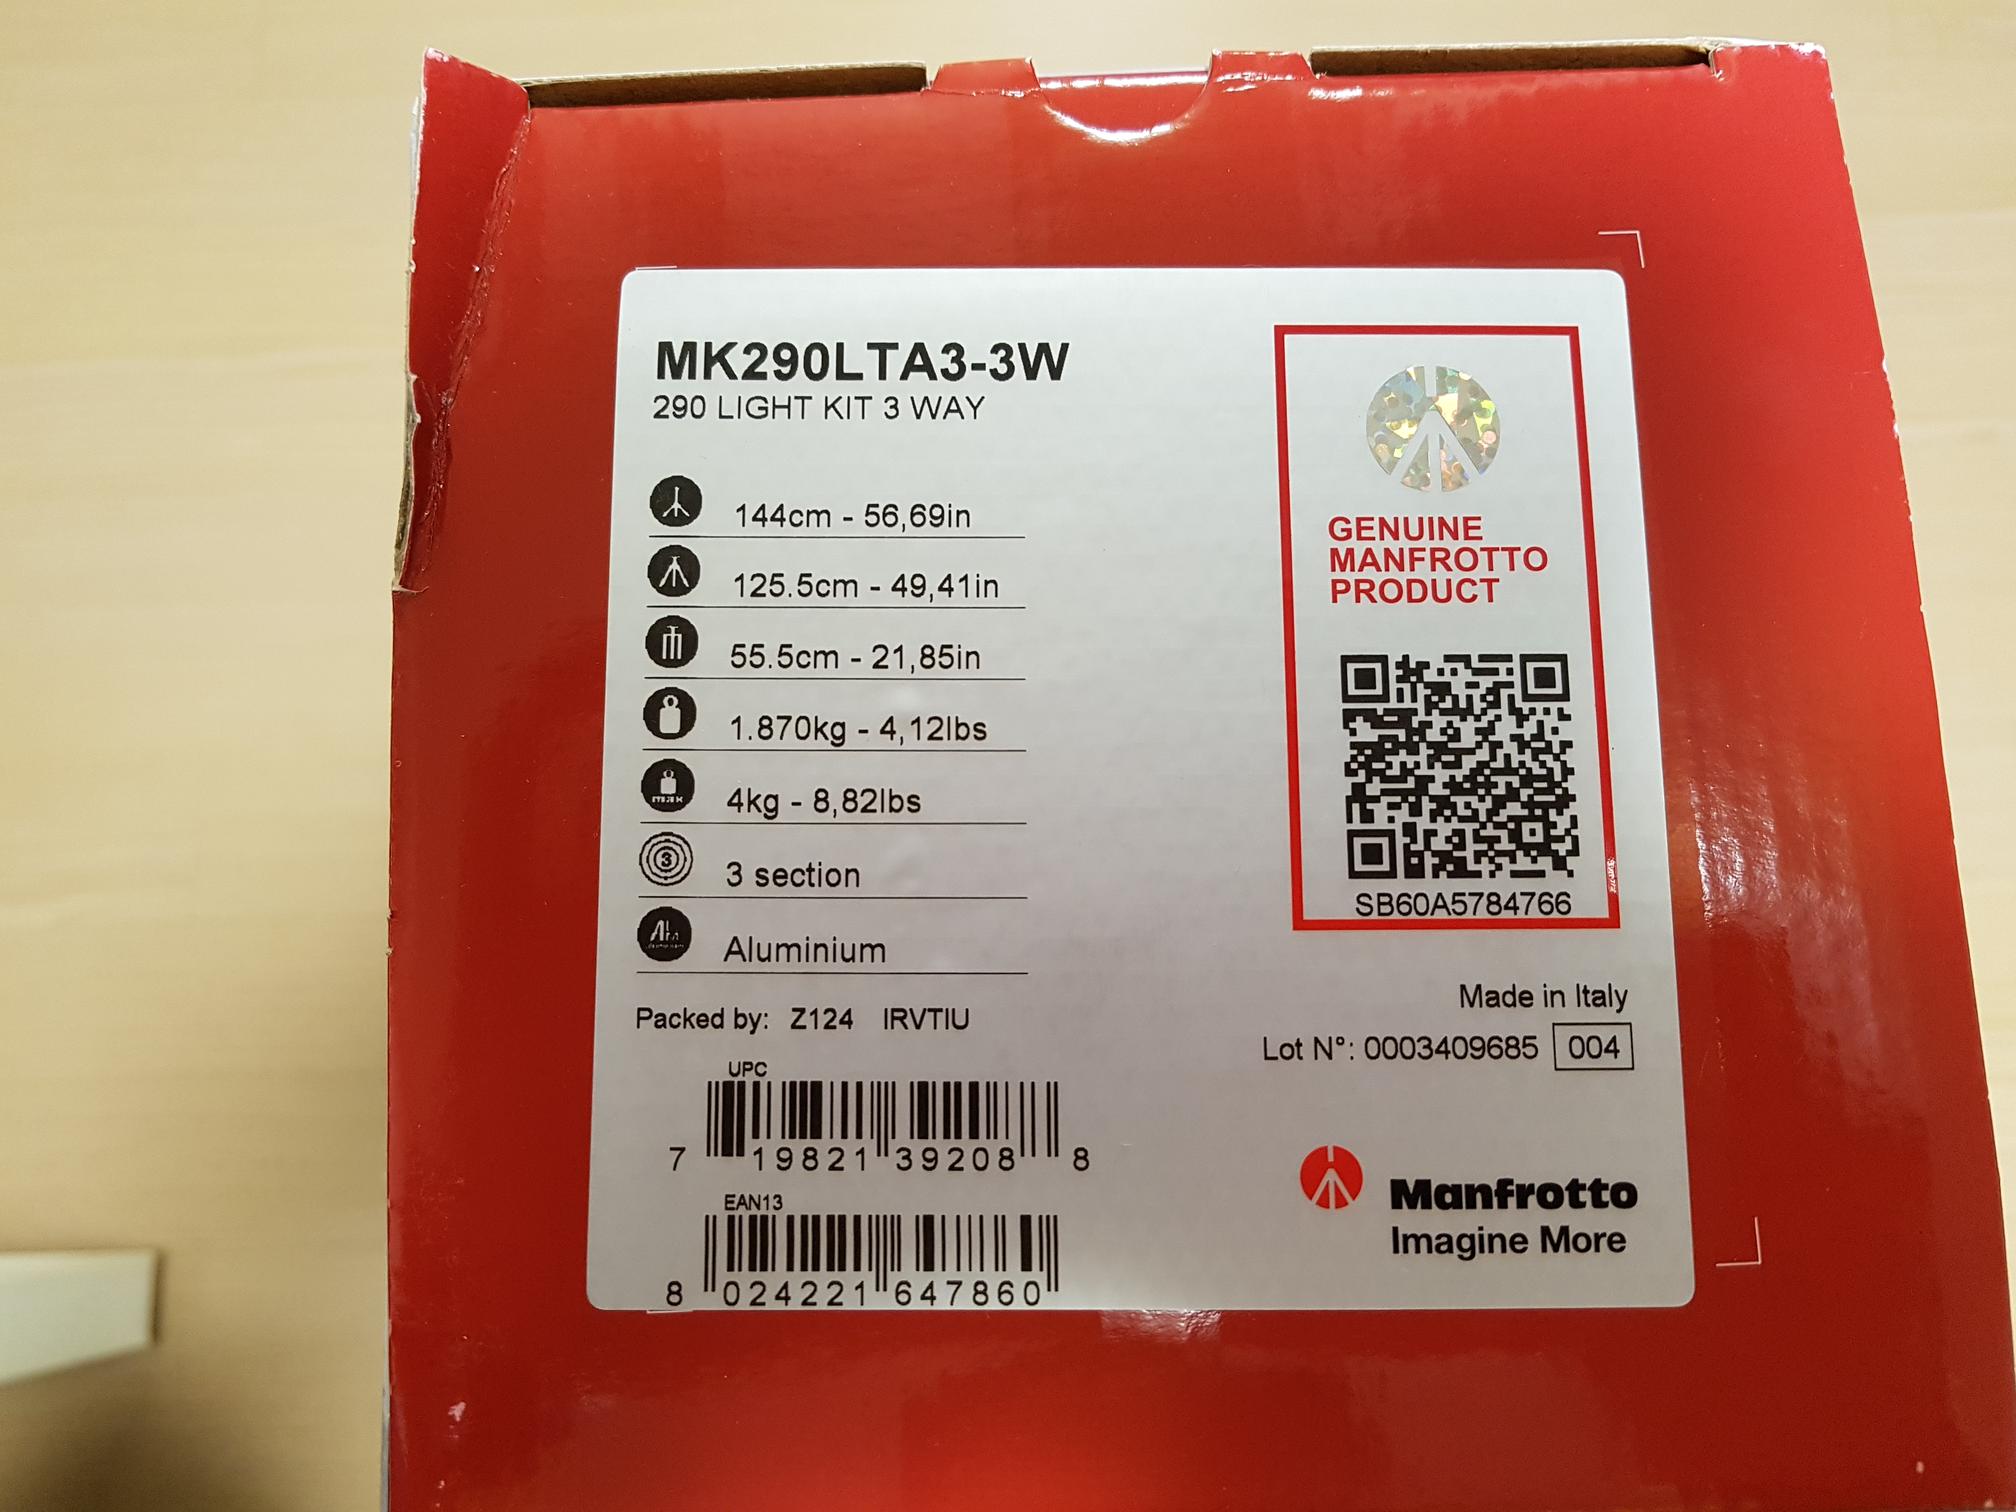 MK290LTA3-3W
290 LIGHT KIT 3 WAY
144cm - 56,69in
125.5cm - 49,41in
55.5cm - 21,85in
1.870kg - 4,12lbs
4kg - 8,82lbs
3
3 section
Aluminium
Packed by: Z124 IRVTIU
UPC
7 19821 39208 8
EAN13
8 024221 647860
GENUINE
MANFROTTO
PRODUCT
SB60A5784766
Made in Italy
Lot N°: 0003409685 004
Manfrotto
Imagine More